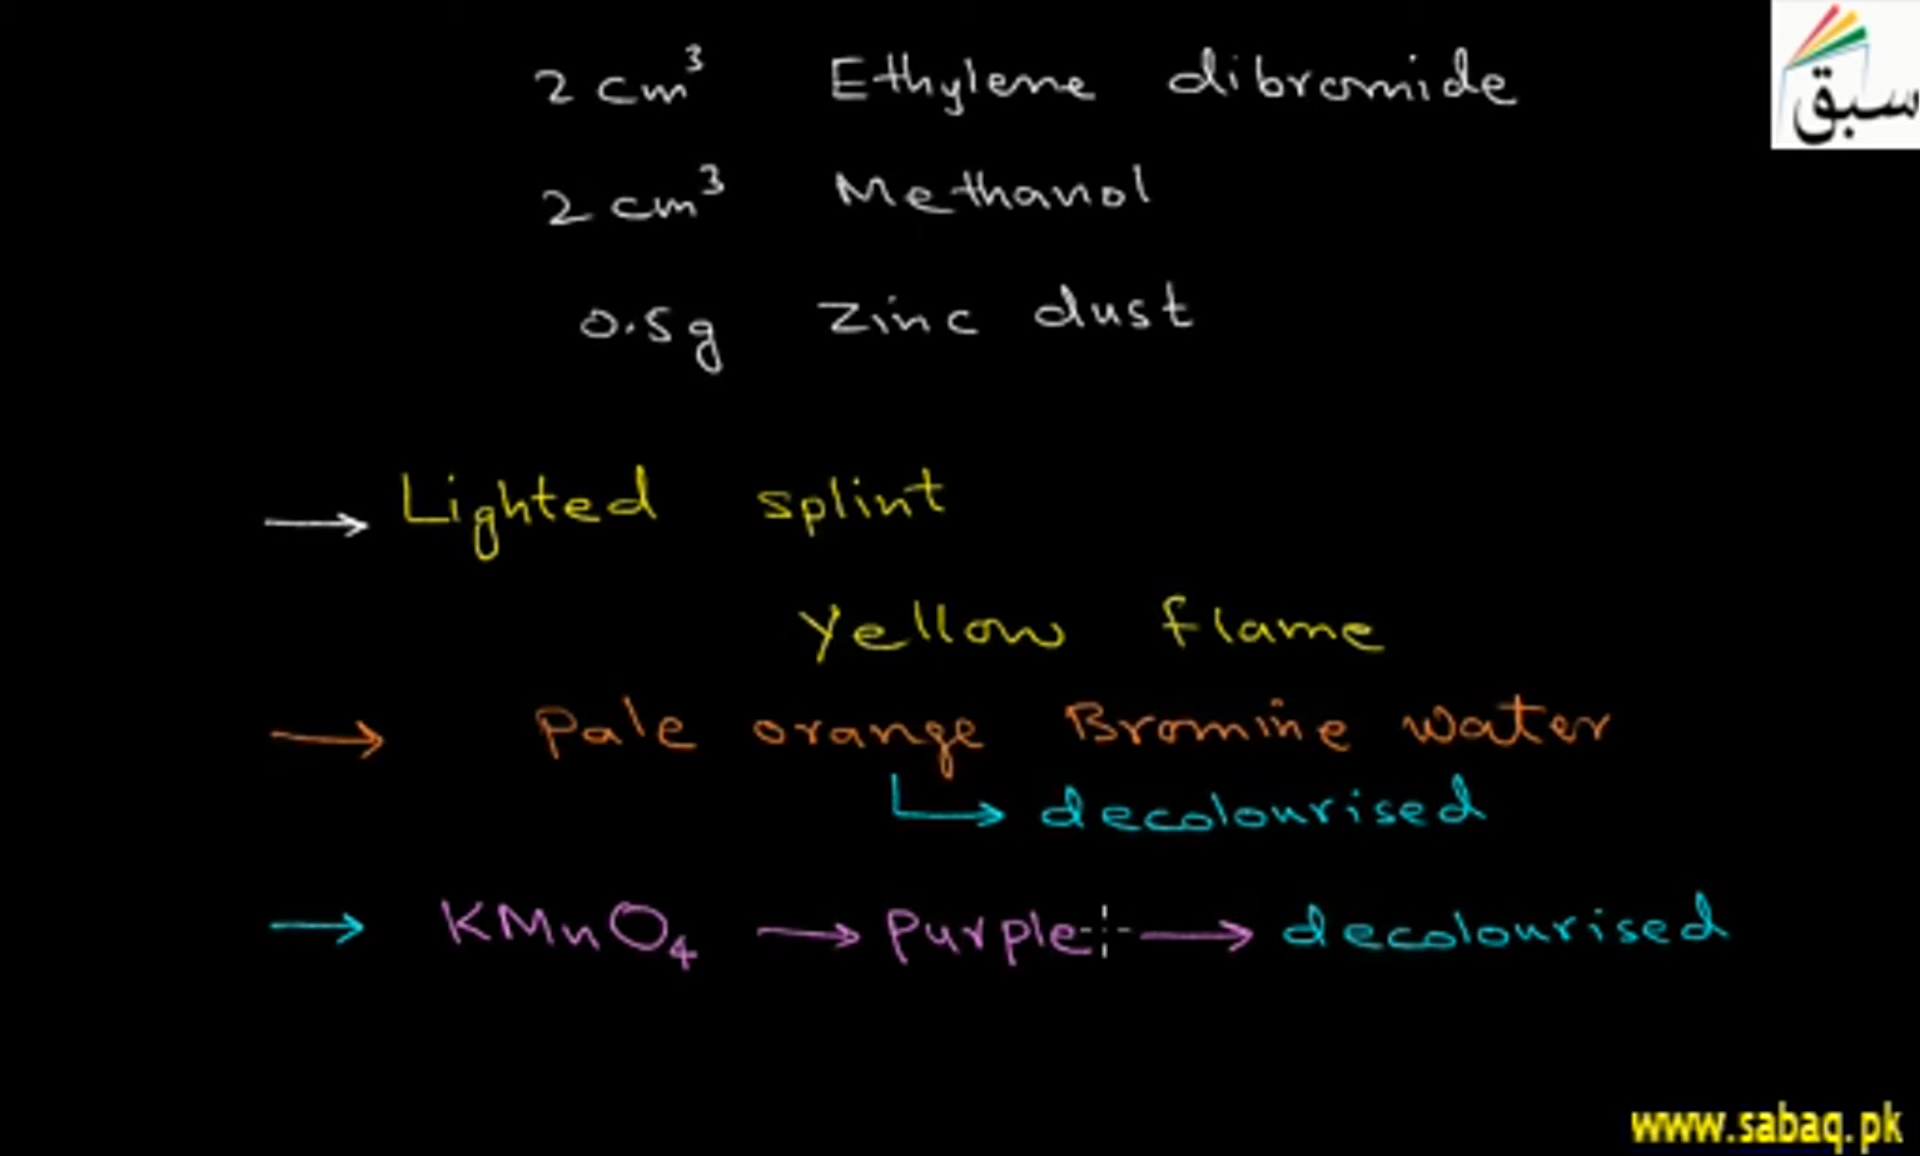 2 cm³ Ethylene dibromide
سبق
2 cm³ Methanol
0.5g Zinc dust
→ Lighted splint
Yellow flame
→ Pale orange Bromine water
↳ decolourised
→ KMnO₄ → Purple → decolourised
www.sabaq.pk